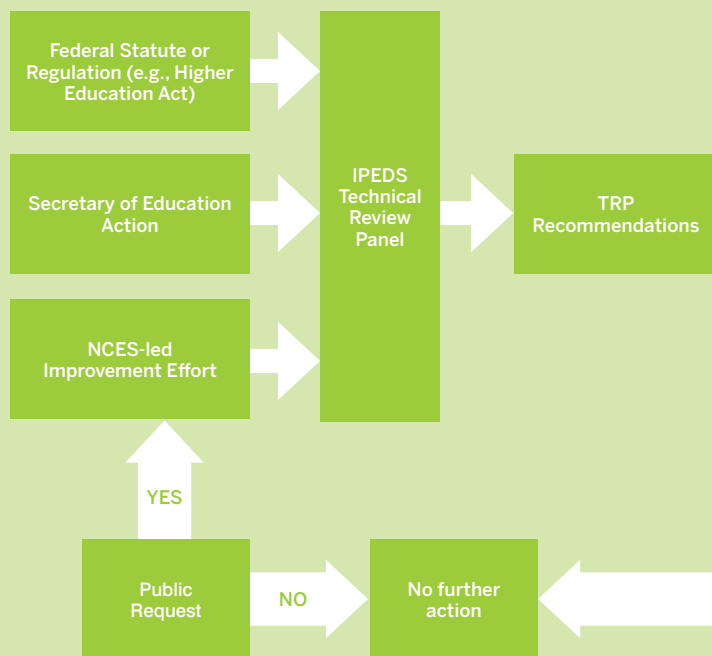 Federal Statute or
Regulation (e.g., Higher
Education Act)
Secretary of Education
Action
NCES-led
Improvement Effort
IPEDS
Technical
Review
Panel
TRP
Recommendations
YES
Public
Request
NO
No further
action